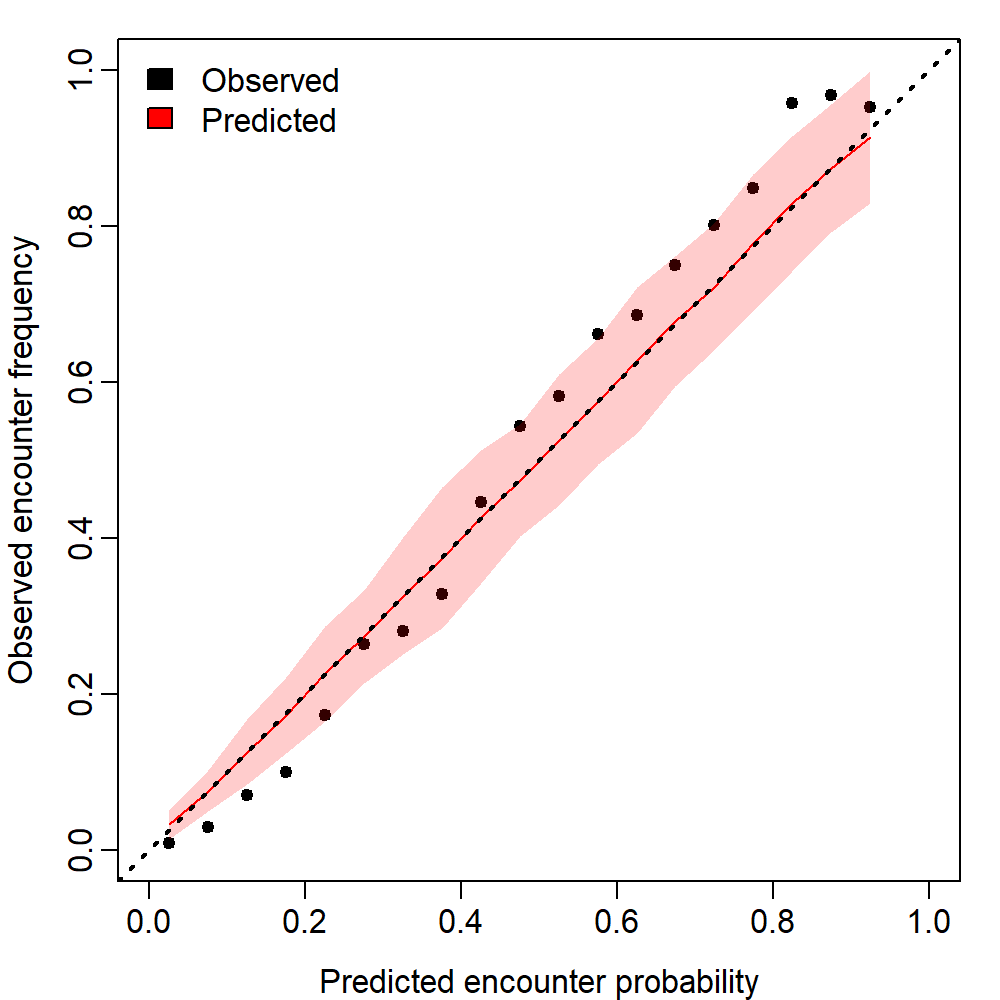 Observed
Predicted
Observed encounter frequency
1.0
0.8
0.6
0.4
0.2
0.0
0.0 0.2 0.4 0.6 0.8 1.0
Predicted encounter probability